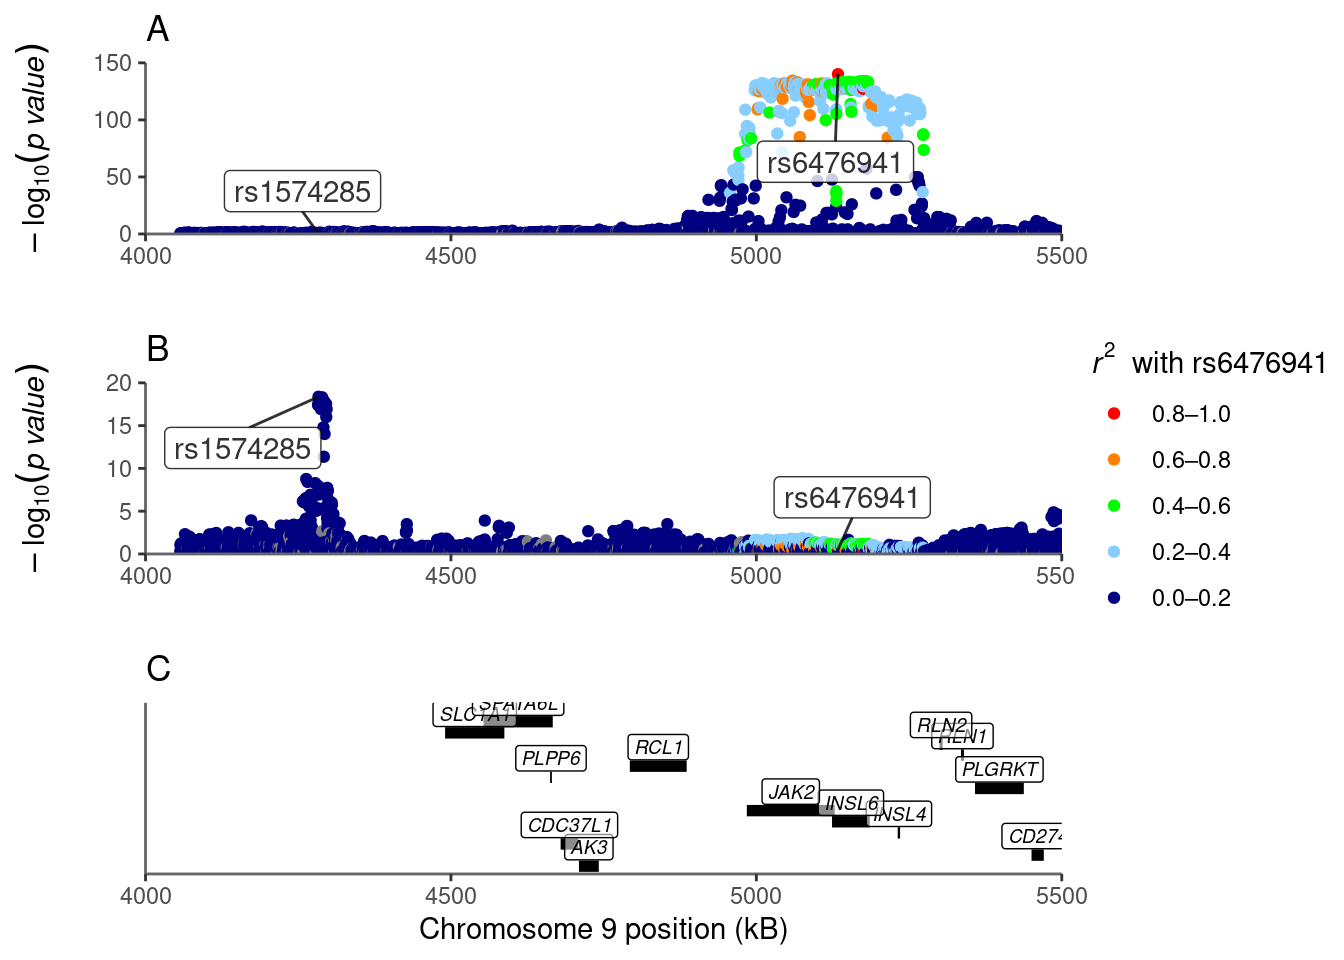 A
− log10(p value)
150
100
50
0
rs1574285
rs6476941
4000 4500 5000 5500
B
− log10(p value)
20
15
10
5
0
rs1574285
rs6476941
4000 4500 5000 550
r2 with rs6476941
0.8–1.0
0.6–0.8
0.4–0.6
0.2–0.4
0.0–0.2
C
SPATA6L
SLC1A1
RLN2
RLN1
PLPP6
RCL1
PLGRKT
JAK2
INSL6
INSL4
CDC37L1
AK3
CD274
4000 4500 5000 5500
Chromosome 9 position (kB)